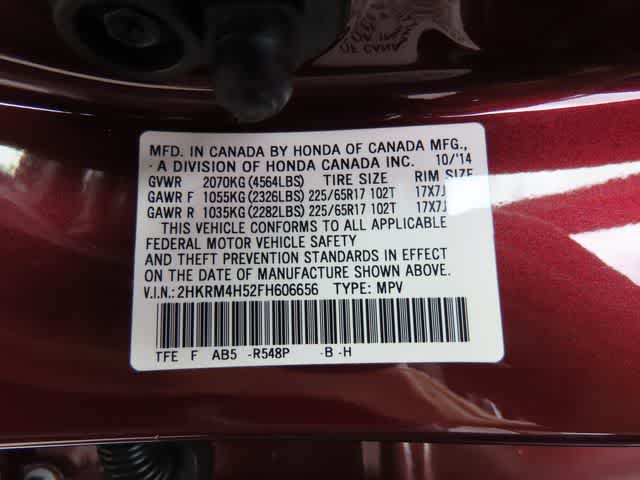 OF CANADA
MFD. IN CANADA BY HONDA OF CANADA MFG.,
- A DIVISION OF HONDA CANADA INC. 10/'14
GVWR 2070KG (4564LBS) TIRE SIZE RIM SIZE
GAWR F 1055KG (2326LBS) 225/65R17 102T 17X7J
GAWR R 1035KG (2282LBS) 225/65R17 102T 17X7J
THIS VEHICLE CONFORMS TO ALL APPLICABLE
FEDERAL MOTOR VEHICLE SAFETY
AND THEFT PREVENTION STANDARDS IN EFFECT
ON THE DATE OF MANUFACTURE SHOWN ABOVE.
V.I.N.: 2HKRM4H52FH606656 TYPE: MPV
TFE F AB5 -R548P -B -H